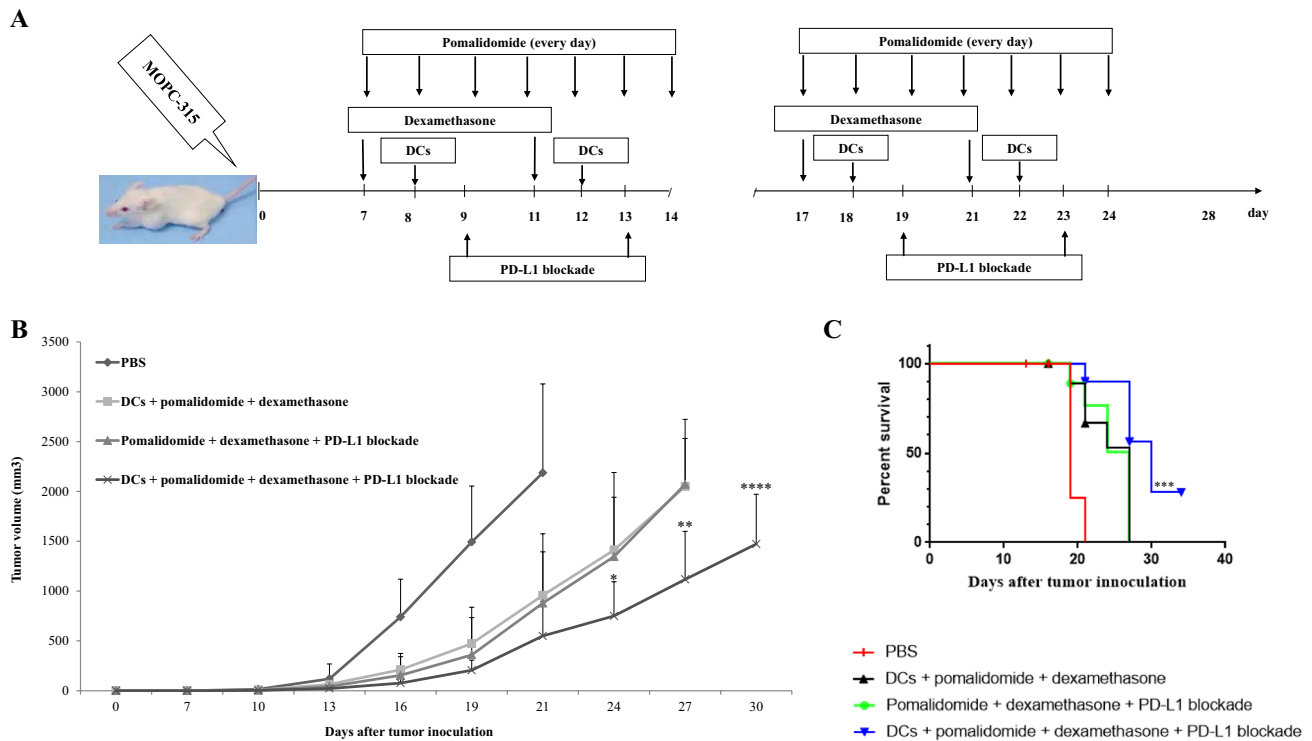 A
MOPC-315
Pomalidomide (every day)
Pomalidomide (every day)
Dexamethasone
Dexamethasone
DCs
DCs
DCs
DCs
0
7
8
9
11
12
13
14
17
18
19
21
22
23
24
28
day
PD-L1 blockade
PD-L1 blockade
B
3500
3000
2500
2000
1500
1000
500
0
Tumor volume (mm3)
PBS
DCs + pomalidomide + dexamethasone
Pomalidomide + dexamethasone + PD-L1 blockade
DCs + pomalidomide + dexamethasone + PD-L1 blockade
*
**
****
0
7
10
13
16
19
21
24
27
30
Days after tumor inoculation
C
100
50
0
Percent survival
***
0
10
20
30
40
Days after tumor innoculation
PBS
DCs + pomalidomide + dexamethasone
Pomalidomide + dexamethasone + PD-L1 blockade
DCs + pomalidomide + dexamethasone + PD-L1 blockade